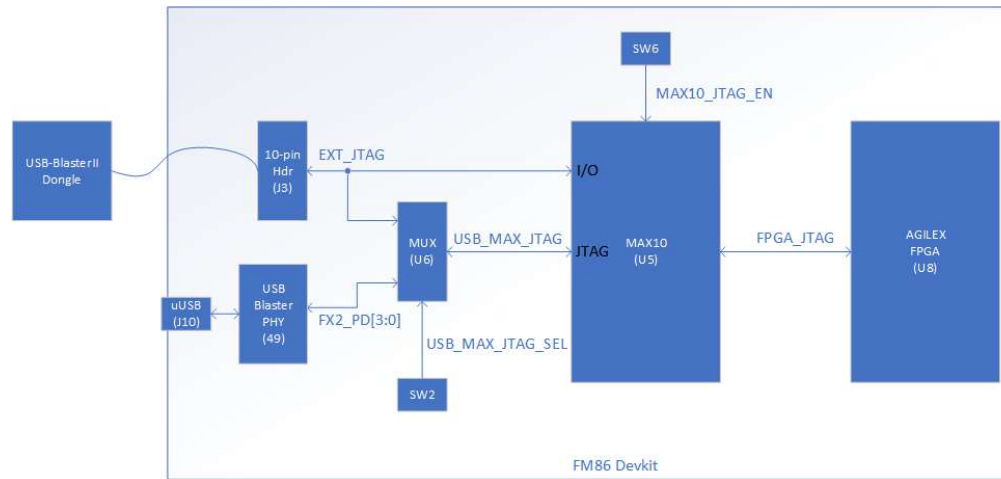 SW6
MAX10_JTAG_EN
USB-BlasterII
Dongle
10-pin
Hdr
(J3)
EXT_JTAG
I/O
MUX
(U6)
USB_MAX_JTAG
JTAG
MAX10
(U5)
FPGA_JTAG
AGILEX
FPGA
(U8)
uUSB
(J10)
USB
Blaster
PHY
(49)
FX2_PD[3:0]
USB_MAX_JTAG_SEL
SW2
FM86 Devkit